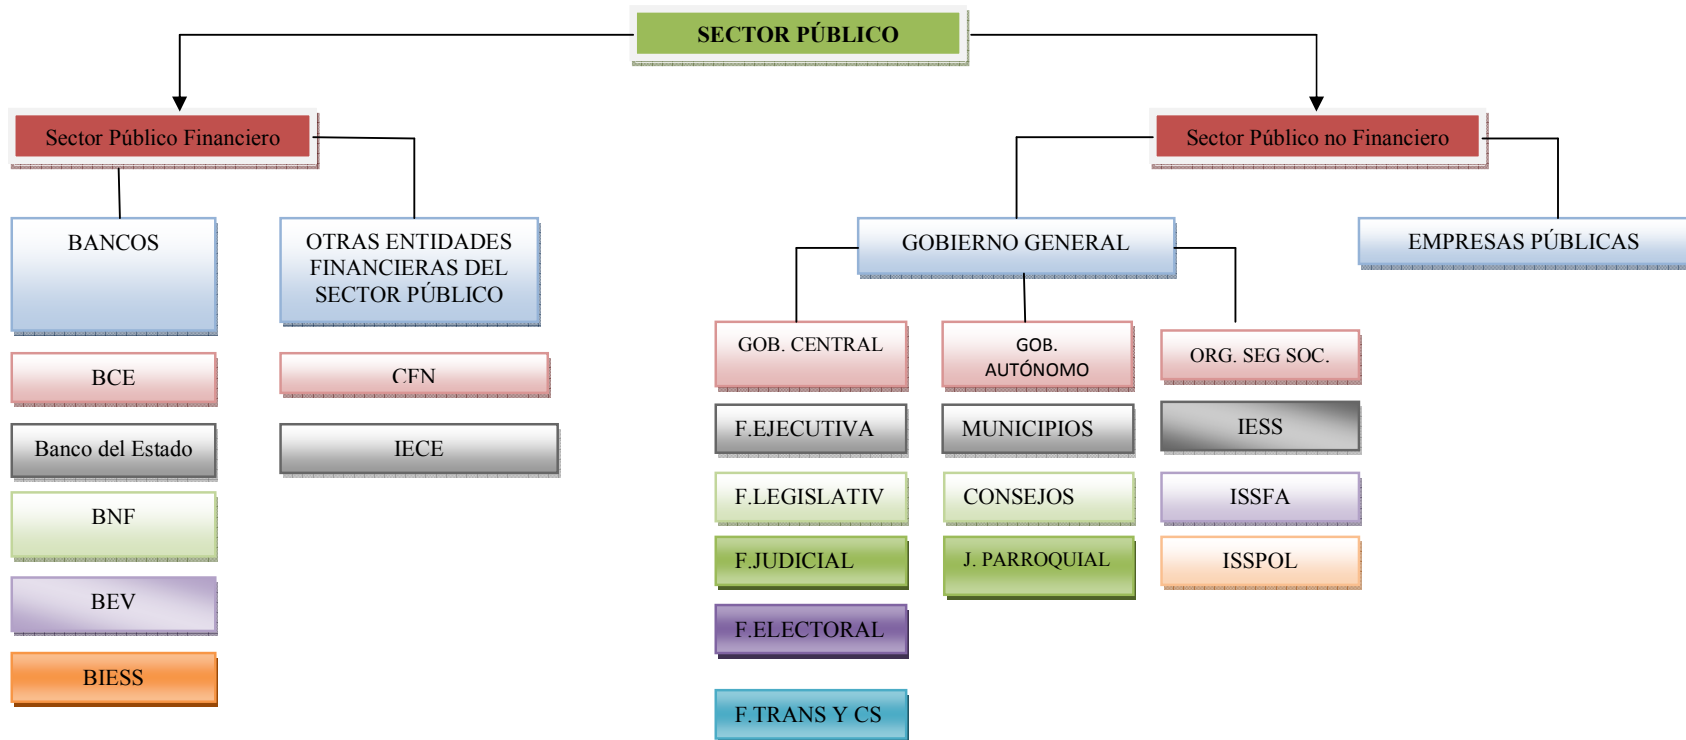 SECTOR PÚBLICO
Sector Público Financiero
Sector Público no Financiero
BANCOS
OTRAS ENTIDADES
FINANCIERAS DEL
SECTOR PÚBLICO
GOBIERNO GENERAL
EMPRESAS PÚBLICAS
BCE
Banco del Estado
BNF
BEV
BIESS
CFN
IECE
GOB. CENTRAL
F.EJECUTIVA
F.LEGISLATIV
F.JUDICIAL
F.ELECTORAL
F.TRANS Y CS
GOB.
AUTÓNOMO
MUNICIPIOS
CONSEJOS
J. PARROQUIAL
ORG. SEG SOC.
IESS
ISSFA
ISSPOL